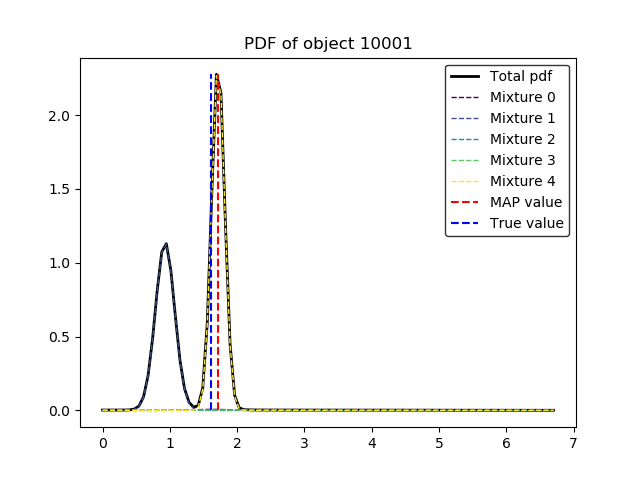 PDF of object 10001
Total pdf
Mixture 0
Mixture 1
Mixture 2
Mixture 3
Mixture 4
MAP value
True value
2.0
1.5
1.0
0.5
0.0
0 1 2 3 4 5 6 7